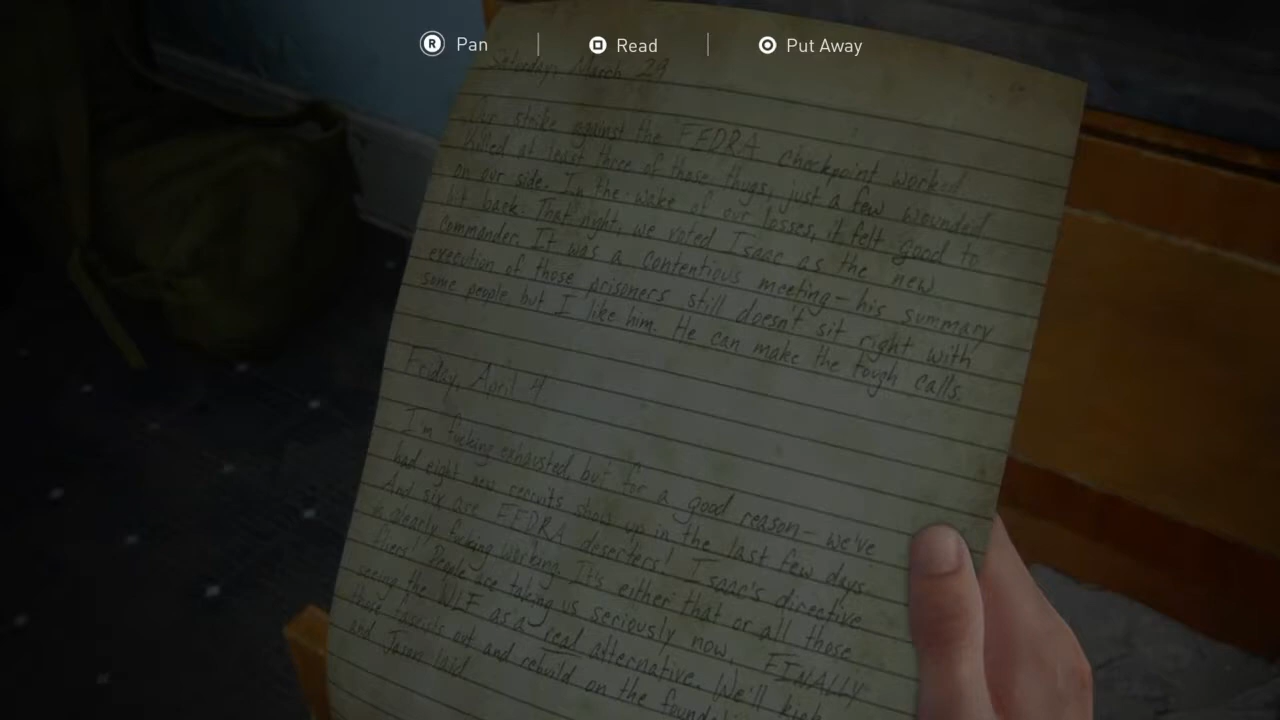 R Pan | Read | Put Away
Saturday, March 29
Our strike against the FEDRA checkpoint worked.
Killed at least three of those thugs, just a few wounded
on our side. In the wake of our losses, it felt good to
hit back. That night, we voted Isaac as the new
commander. It was a contentious meeting- his summary
execution of those prisoners still doesn't sit right with
some people, but I like him. He can make the tough calls.
Friday, April 4
I'm fucking exhausted, but for a good reason- we've
had eight new recruits show up in the last few days.
And six are FEDRA deserters! Isaac's directive
is clearly fucking working. It's either that or all those
fliers! People are taking us seriously now. FINALLY
seeing the WLF as a real alternative. We'll kick
those fascists out and rebuild on the
and Jason laid